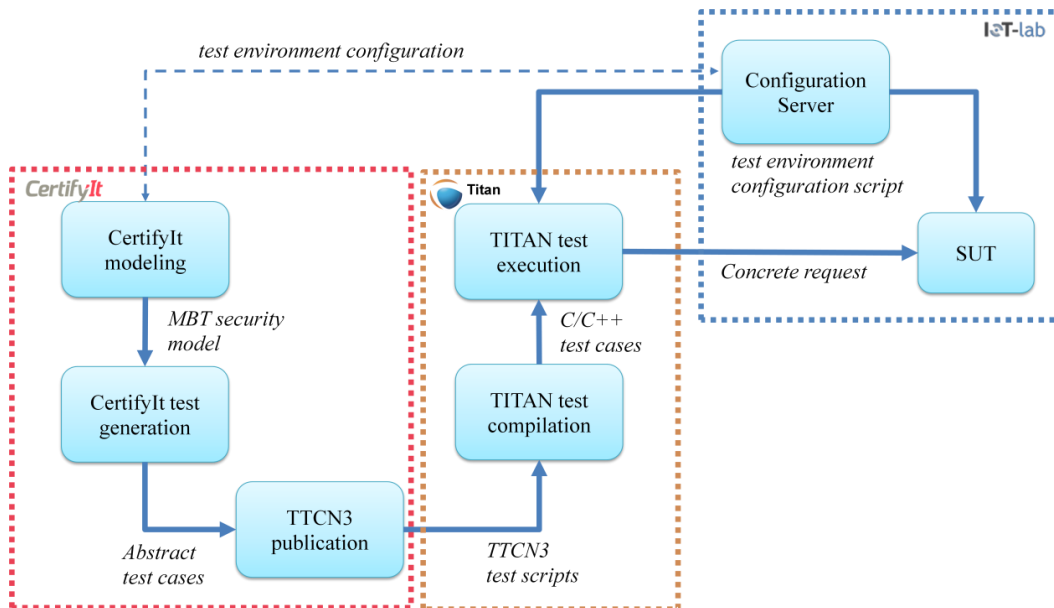 IoT-lab
test environment configuration
Configuration
Server
test environment
configuration script
CertifyIt
Titan
CertifyIt
modeling
TITAN test
execution
SUT
Concrete request
MBT security
model
C/C++
test cases
CertifyIt test
generation
TITAN test
compilation
TTCN3
publication
Abstract
test cases
TTCN3
test scripts